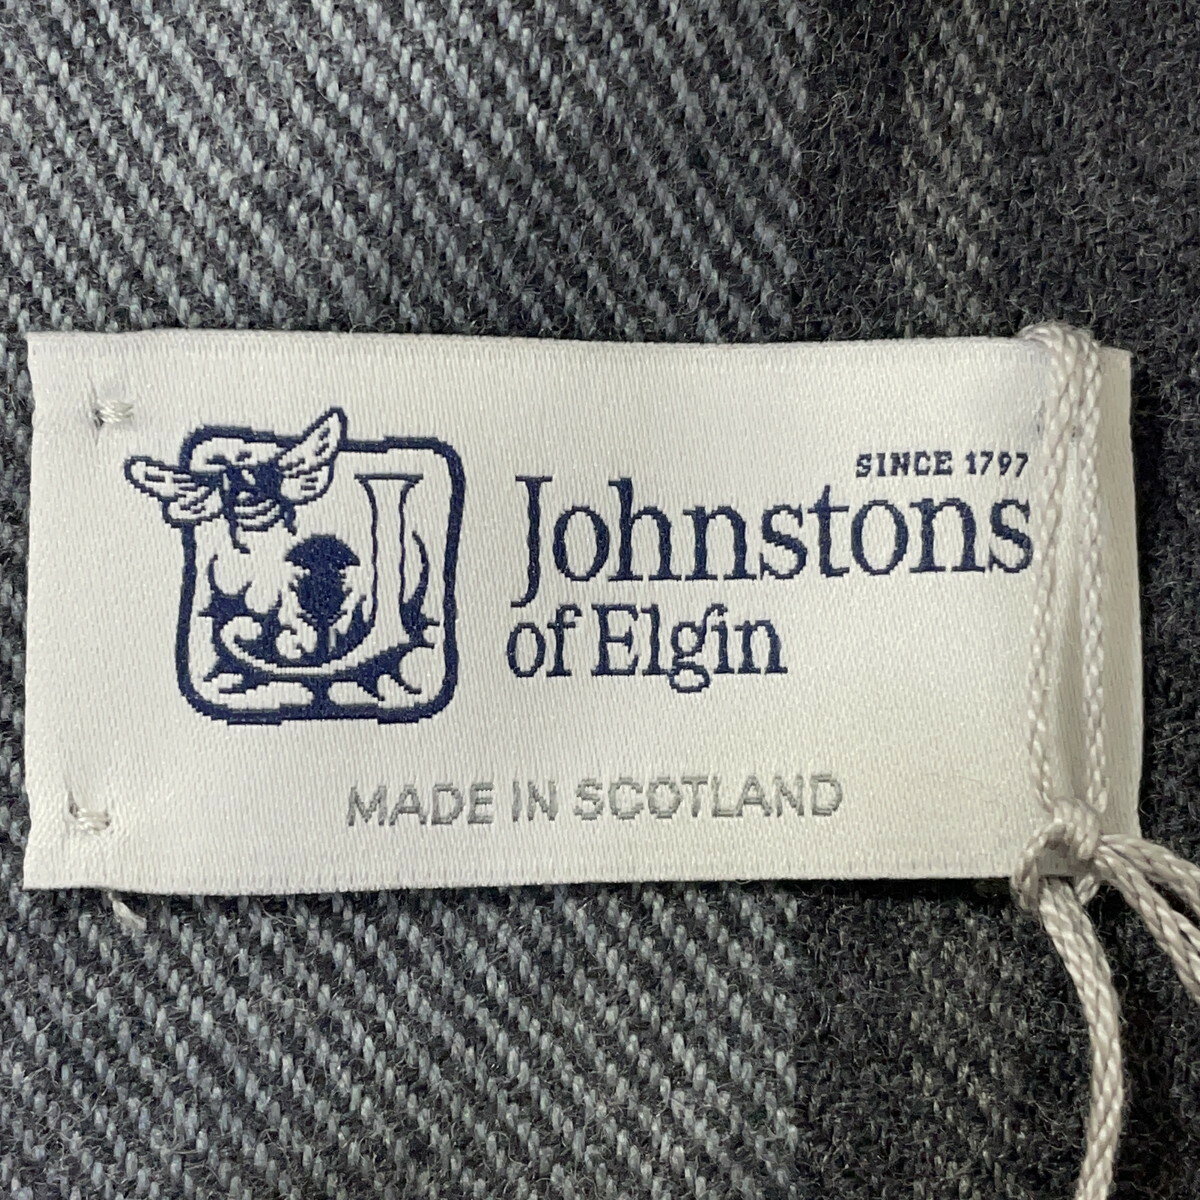 SINCE 1797
Johnstons
of Elgin
MADE IN SCOTLAND